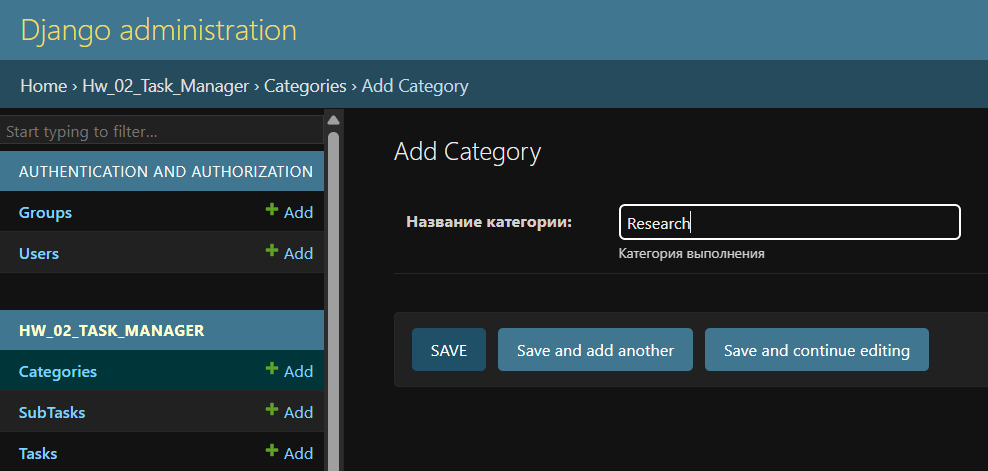 Django administration
Home › Hw_02_Task_Manager › Categories › Add Category
Start typing to filter...
AUTHENTICATION AND AUTHORIZATION
Groups
Add
Users
Add
HW_02_TASK_MANAGER
Categories
Add
SubTasks
Add
Tasks
Add
Add Category
Название категории:
Research
Категория выполнения
SAVE
Save and add another
Save and continue editing